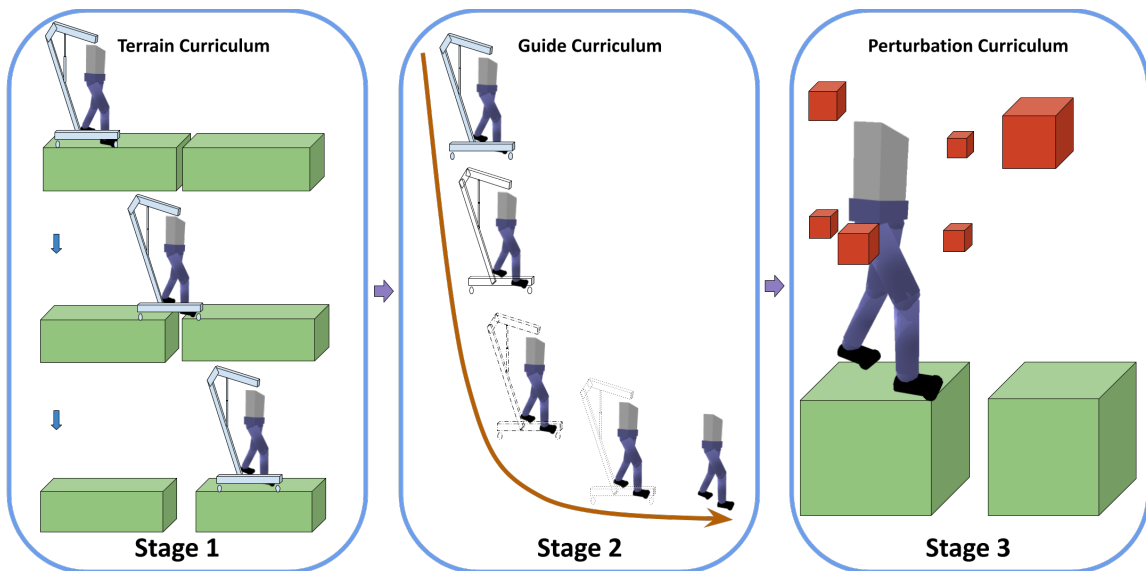 Terrain Curriculum
Stage 1
Guide Curriculum
Stage 2
Perturbation Curriculum
Stage 3